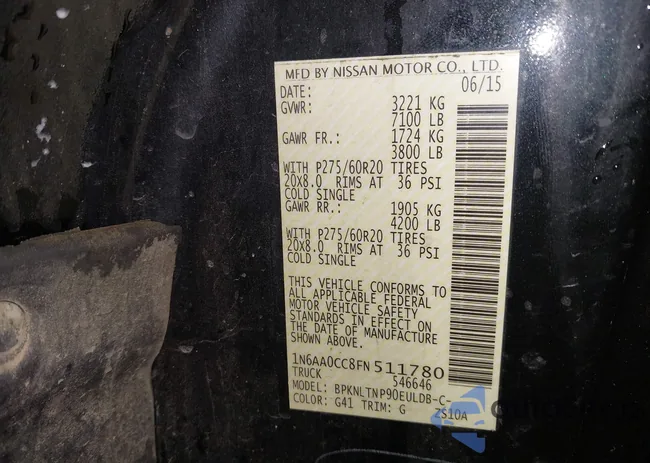 MFD BY NISSAN MOTOR CO., LTD.
DATE: 06/15
GVWR: 3221 KG
7100 LB
GAWR FR.: 1724 KG
3800 LB
WITH P275/60R20 TIRES
20X8.0 RIMS AT 36 PSI
COLD SINGLE
GAWR RR.: 1905 KG
4200 LB
WITH P275/60R20 TIRES
20X8.0 RIMS AT 36 PSI
COLD SINGLE
THIS VEHICLE CONFORMS TO
ALL APPLICABLE FEDERAL
MOTOR VEHICLE SAFETY
STANDARDS IN EFFECT ON
THE DATE OF MANUFACTURE
SHOWN ABOVE.
1N6AA0CC8FN511780
TRUCK 546646
MODEL: BPKNLTNP90EULDB-C-
COLOR: G41 TRIM: G ZS10A